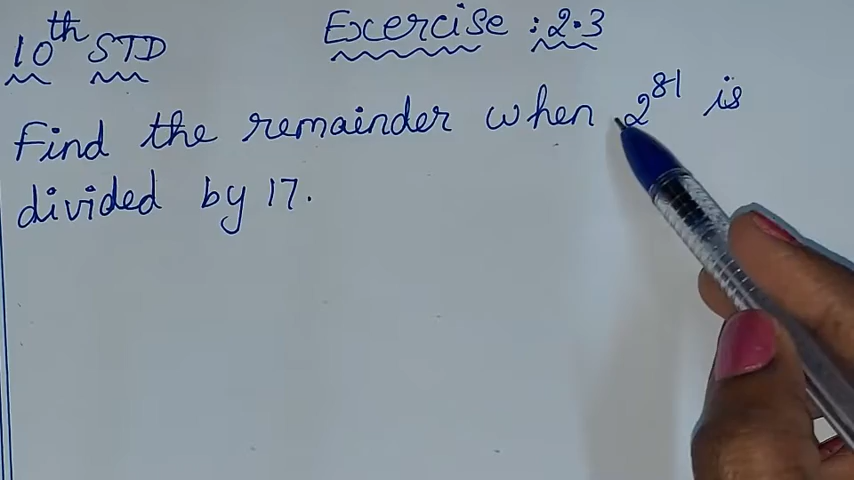 10th STD
Exercise : 2.3
Find the remainder when 2^81 is
divided by 17.